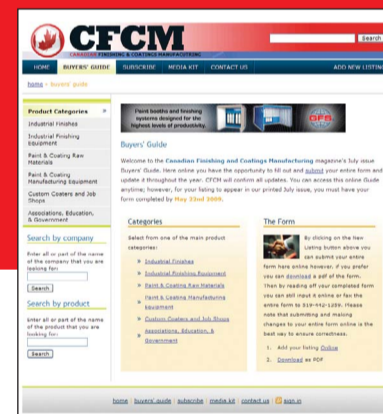 CFCM
CANADIAN FINISHING & COATINGS MANUFACTURING
Search
HOME BUYERS' GUIDE SUBSCRIBE MEDIA KIT CONTACT US ADD NEW LISTING
home > buyers' guide
Product Categories
Industrial Finishes
Industrial Finishing
Equipment
Paint & Coating Raw
Materials
Paint & Coating
Manufacturing Equipment
Custom Coaters and Job
Shops
Associations, Education,
& Government
Search by company
Enter all or part of the name
of the company that you are
looking for:
Search
Search by product
Enter all or part of the name
of the product that you are
looking for:
Search
Paint booths and finishing
systems designed for the
highest levels of productivity.
GFS
Buyers' Guide
Welcome to the Canadian Finishing and Coatings Manufacturing magazine's July issue
Buyers' Guide. Here online you have the opportunity to fill out and submit your entire form and
update it throughout the year. CFCM will confirm all updates. You can access this online Guide
anytime; however, for your listing to appear in our printed July issue, you must have your
form completed by May 22nd 2009.
Categories
Select from one of the main product
categories:
» Industrial Finishes
» Industrial Finishing Equipment
» Paint & Coating Raw Materials
» Paint & Coating Manufacturing
Equipment
» Custom Coaters and Job Shops
» Associations, Education, &
Government
The Form
By clicking on the New
Listing button above you
can submit your entire
form here online however, if you prefer
you can download a pdf of the form.
Then by reading off your completed form
you can still input it online or fax the
entire form to 519-442-1259. Please
note that submitting and making
changes to your entire form online is the
best way to ensure correctness.
1. Add your listing Online
2. Download as PDF
home | buyers' guide | subscribe | media kit | contact us | sign in